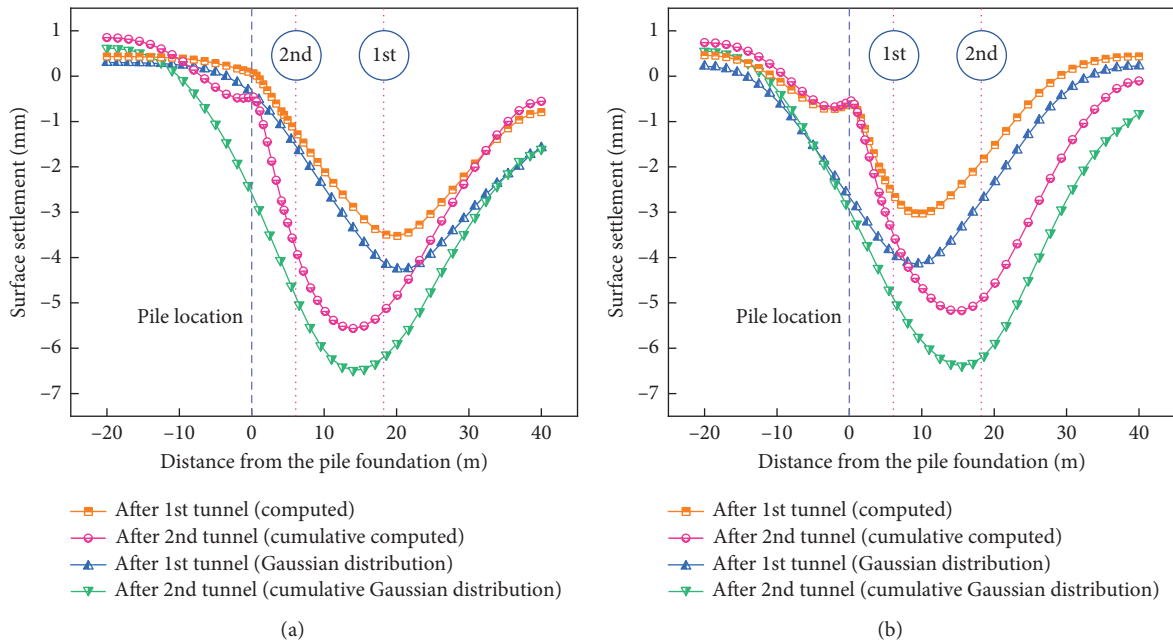 1
0
−1
−2
−3
−4
−5
−6
−7
Surface settlement (mm)
2nd
1st
Pile location
−20
−10
0
10
20
30
40
Distance from the pile foundation (m)
After 1st tunnel (computed)
After 2nd tunnel (cumulative computed)
After 1st tunnel (Gaussian distribution)
After 2nd tunnel (cumulative Gaussian distribution)
(a)
1
0
−1
−2
−3
−4
−5
−6
−7
Surface settlement (mm)
1st
2nd
Pile location
−20
−10
0
10
20
30
40
Distance from the pile foundation (m)
After 1st tunnel (computed)
After 2nd tunnel (cumulative computed)
After 1st tunnel (Gaussian distribution)
After 2nd tunnel (cumulative Gaussian distribution)
(b)